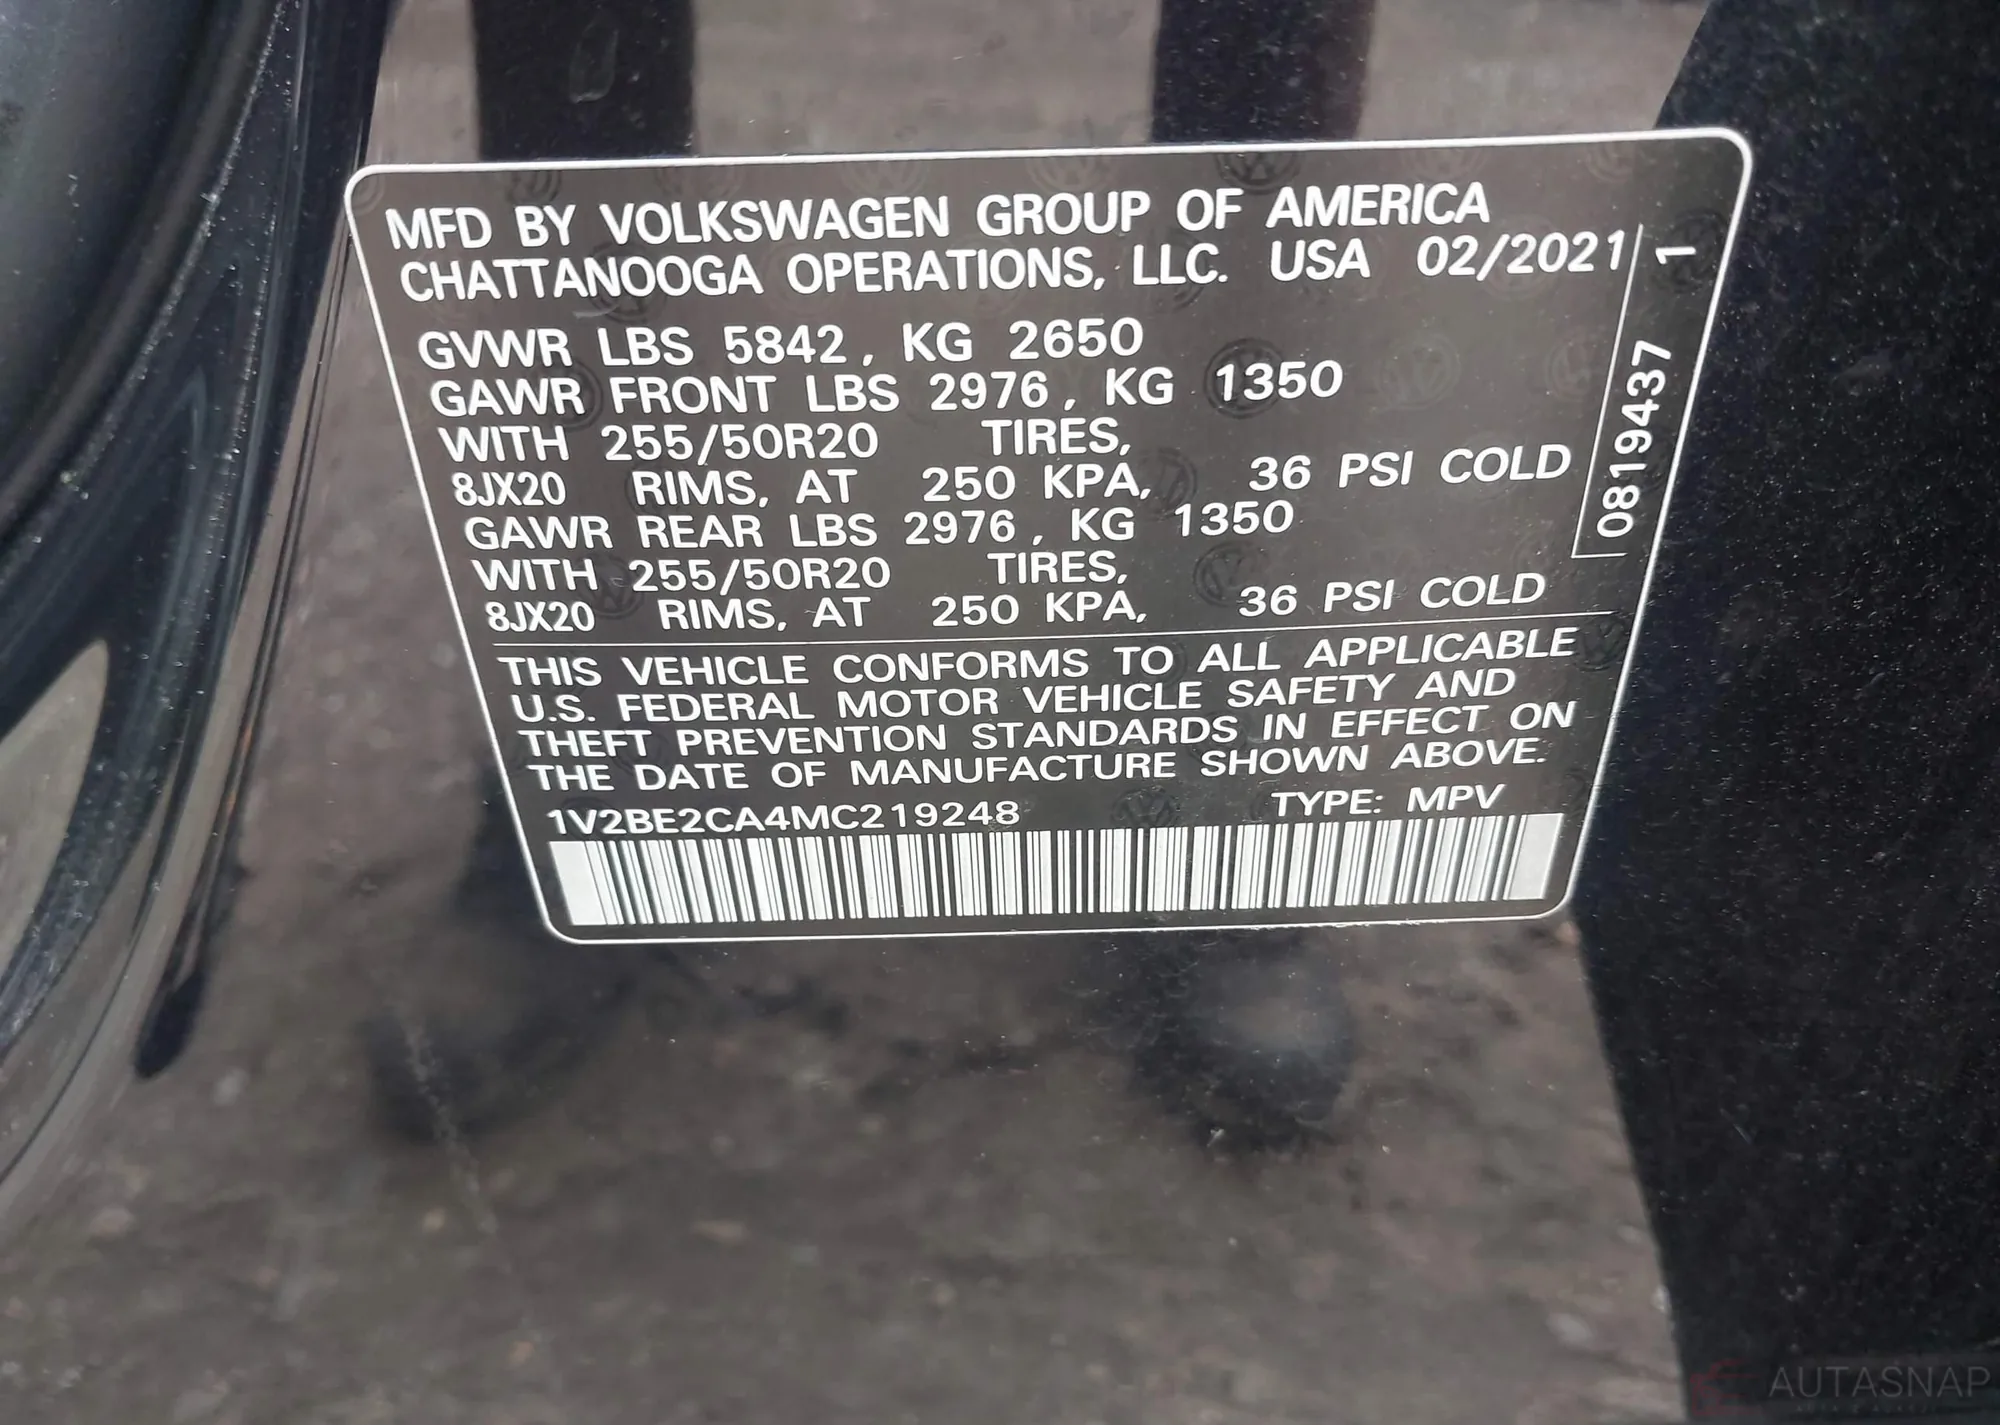 MFD BY VOLKSWAGEN GROUP OF AMERICA
CHATTANOOGA OPERATIONS, LLC. USA 02/2021
GVWR LBS 5842, KG 2650
GAWR FRONT LBS 2976, KG 1350
WITH 255/50R20 TIRES,
8JX20 RIMS, AT 250 KPA, 36 PSI COLD
GAWR REAR LBS 2976, KG 1350
WITH 255/50R20 TIRES,
8JX20 RIMS, AT 250 KPA, 36 PSI COLD
THIS VEHICLE CONFORMS TO ALL APPLICABLE
U.S. FEDERAL MOTOR VEHICLE SAFETY AND
THEFT PREVENTION STANDARDS IN EFFECT ON
THE DATE OF MANUFACTURE SHOWN ABOVE.
1V2BE2CA4MC219248 TYPE: MPV
0819437 1
AUTASNAP